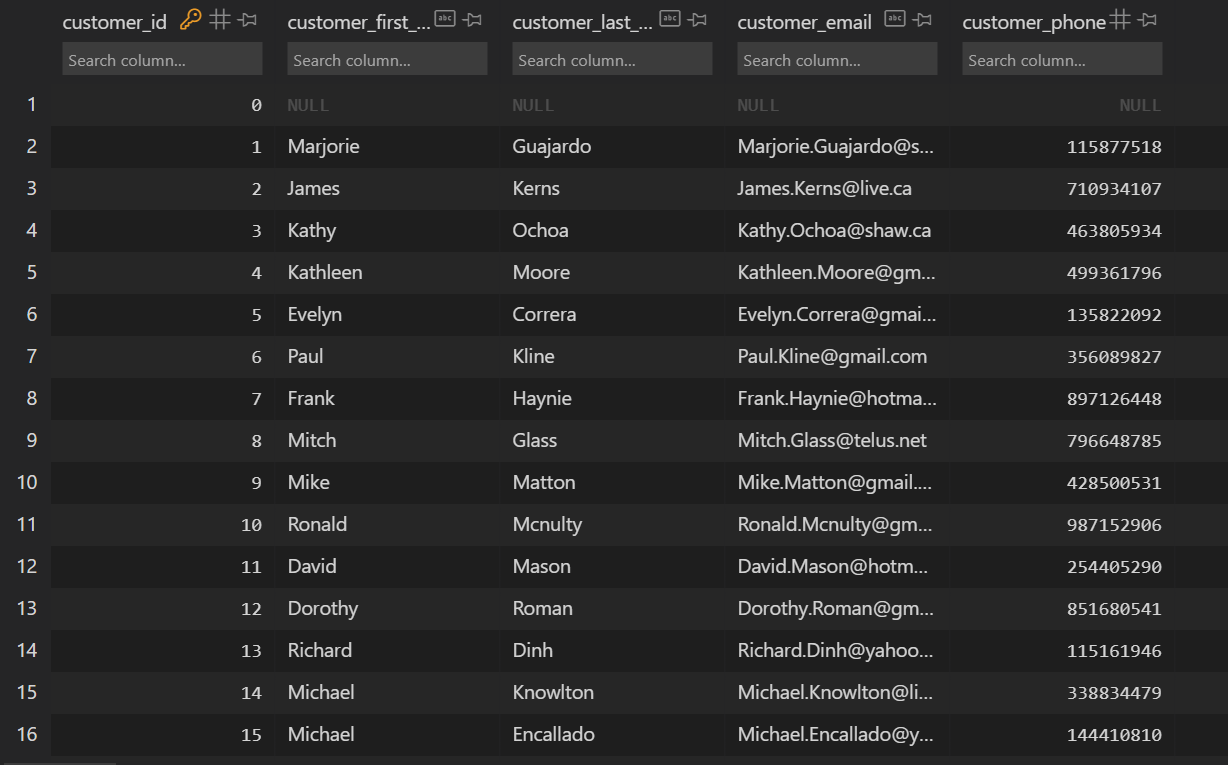 customer_id customer_first_... customer_last_... customer_email customer_phone
Search column... Search column... Search column... Search column... Search column...
1 0 NULL NULL NULL NULL
2 1 Marjorie Guajardo Marjorie.Guajardo@s... 115877518
3 2 James Kerns James.Kerns@live.ca 710934107
4 3 Kathy Ochoa Kathy.Ochoa@shaw.ca 463805934
5 4 Kathleen Moore Kathleen.Moore@gm... 499361796
6 5 Evelyn Correra Evelyn.Correra@gmai... 135822092
7 6 Paul Kline Paul.Kline@gmail.com 356089827
8 7 Frank Haynie Frank.Haynie@hotma... 897126448
9 8 Mitch Glass Mitch.Glass@telus.net 796648785
10 9 Mike Matton Mike.Matton@gmail.... 428500531
11 10 Ronald Mcnulty Ronald.Mcnulty@gm... 987152906
12 11 David Mason David.Mason@hotm... 254405290
13 12 Dorothy Roman Dorothy.Roman@gm... 851680541
14 13 Richard Dinh Richard.Dinh@yahoo... 115161946
15 14 Michael Knowlton Michael.Knowlton@li... 338834479
16 15 Michael Encallado Michael.Encallado@y... 144410810